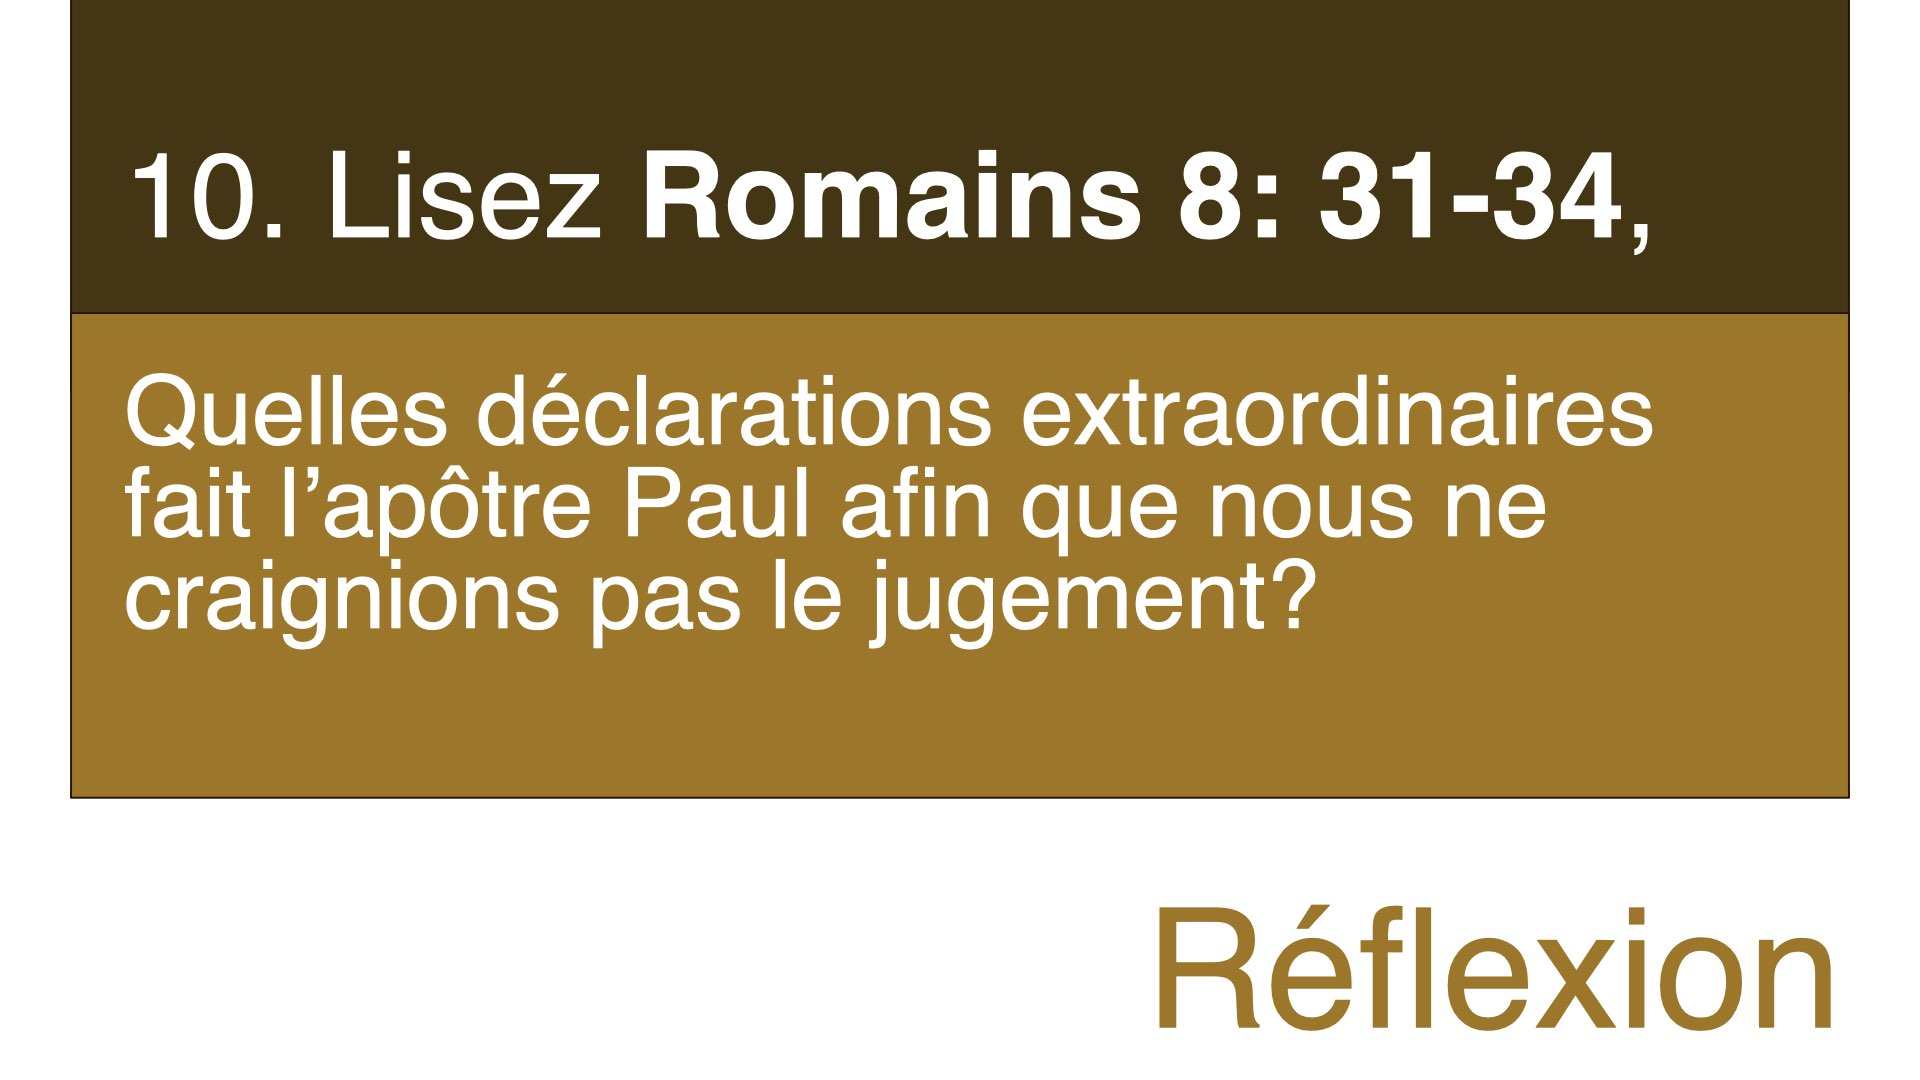 10. Lisez Romains 8: 31-34,
Quelles déclarations extraordinaires
fait l’apôtre Paul afin que nous ne
craignions pas le jugement?
Réflexion